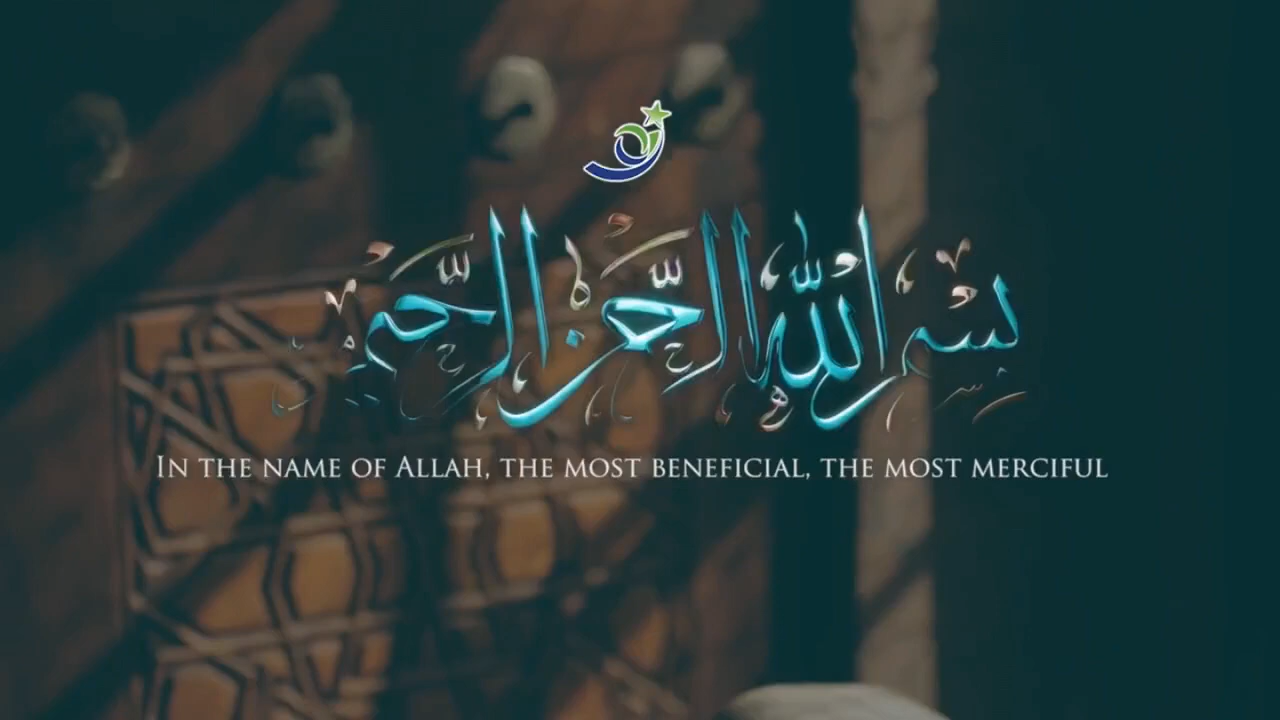 بسم الله الرحمن الرحيم
In the name of Allah, the most beneficial, the most merciful